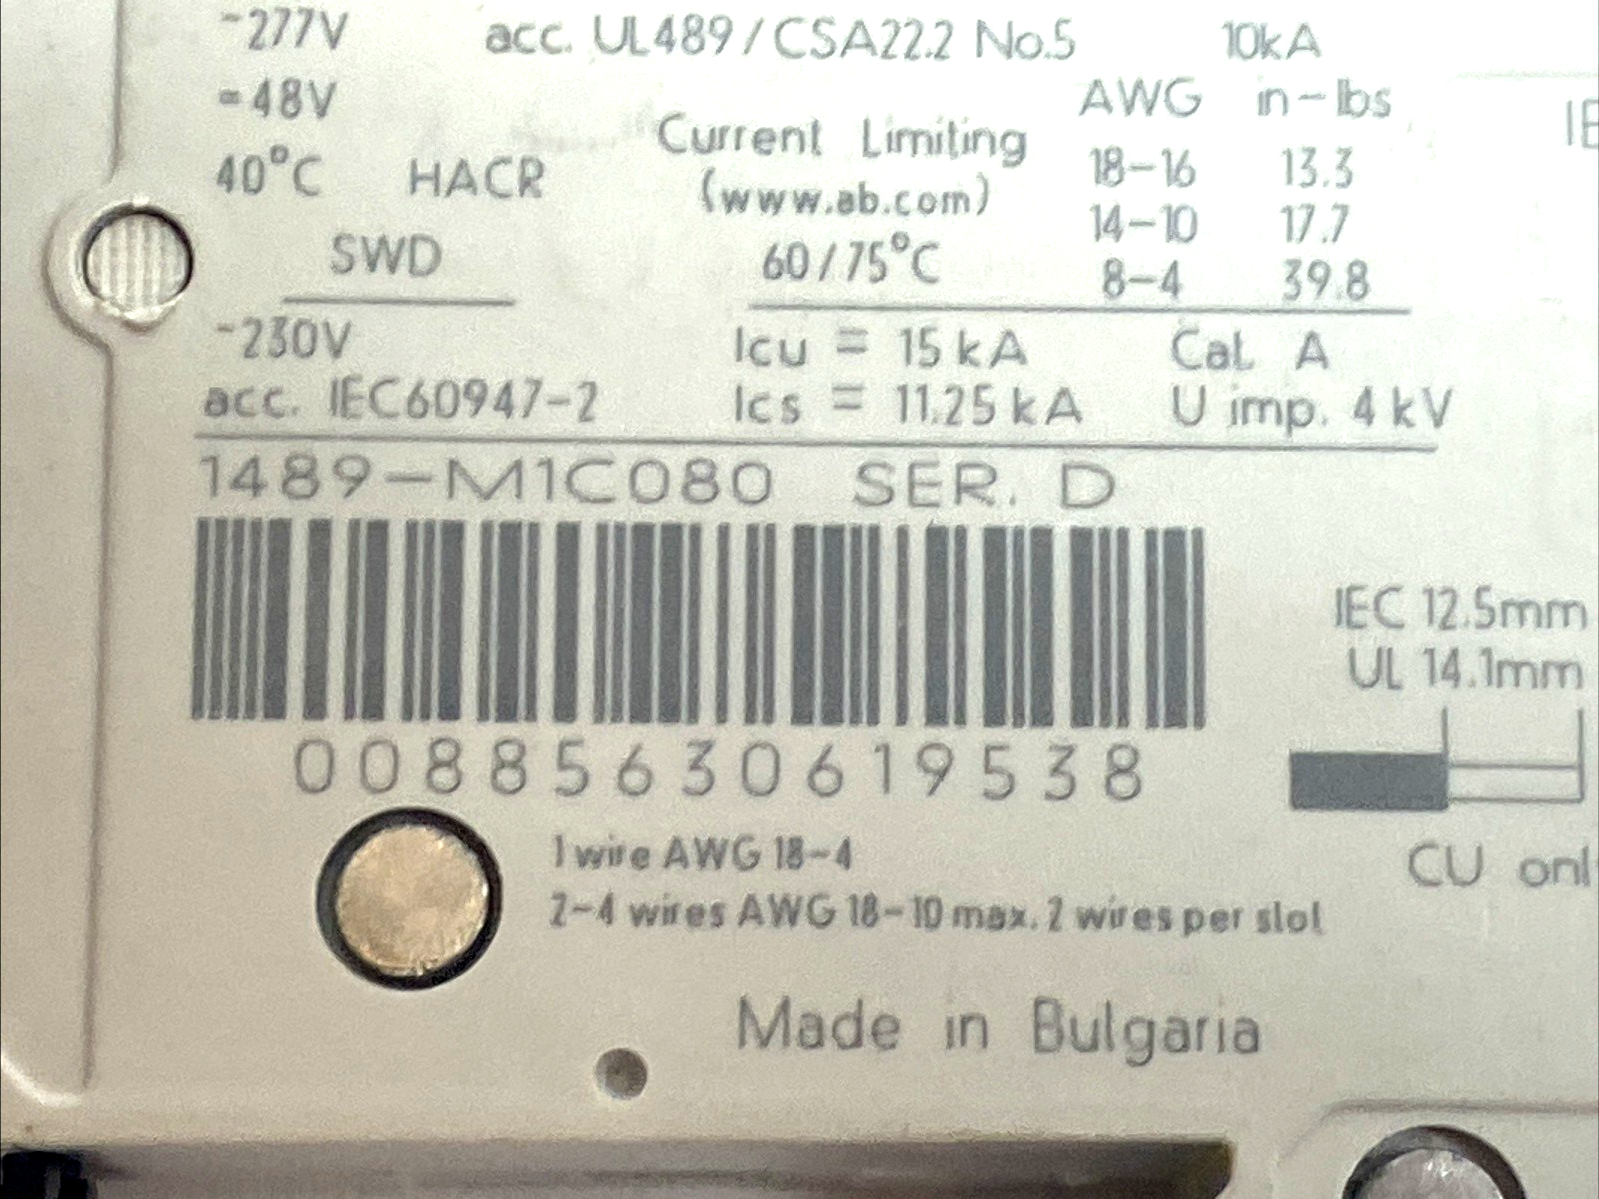 ~277V acc. UL489 / CSA22.2 No.5 10kA
=48V AWG in-lbs
Current Limiting
40°C HACR 18-16 13.3
(www.ab.com)
14-10 17.7
SWD 60/75°C 8-4 39.8
~230V Icu = 15 kA Cat. A
acc. IEC60947-2 Ics = 11.25 kA U imp. 4 kV
1489-M1C080 SER. D
IEC 12.5mm
UL 14.1mm
00885630619538
1 wire AWG 18-4
CU
2-4 wires AWG 18-10 max. 2 wires per slot
Made in Bulgaria